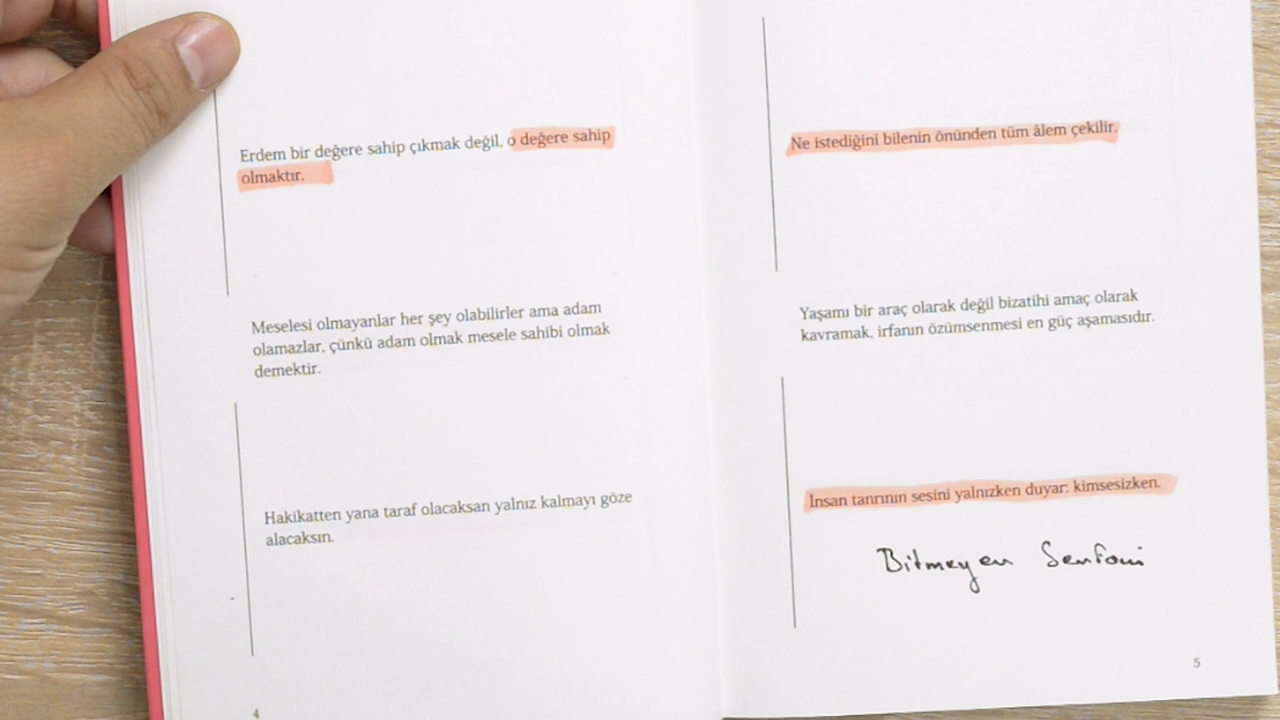 Erdem bir değere sahip çıkmak değil, o değere sahip
olmaktır.
Meselesi olmayanlar her şey olabilirler ama adam
olamazlar, çünkü adam olmak mesele sahibi olmak
demektir.
Hakikatten yana taraf olacaksan yalnız kalmayı göze
alacaksın.
4
Ne istediğini bilenin önünden tüm âlem çekilir.
Yaşamı bir araç olarak değil bizatihi amaç olarak
kavramak, irfanın özümsenmesi en güç aşamasıdır.
İnsan tanrının sesini yalnızken duyar; kimsesizken.
Bitmeyen Senfoni
5